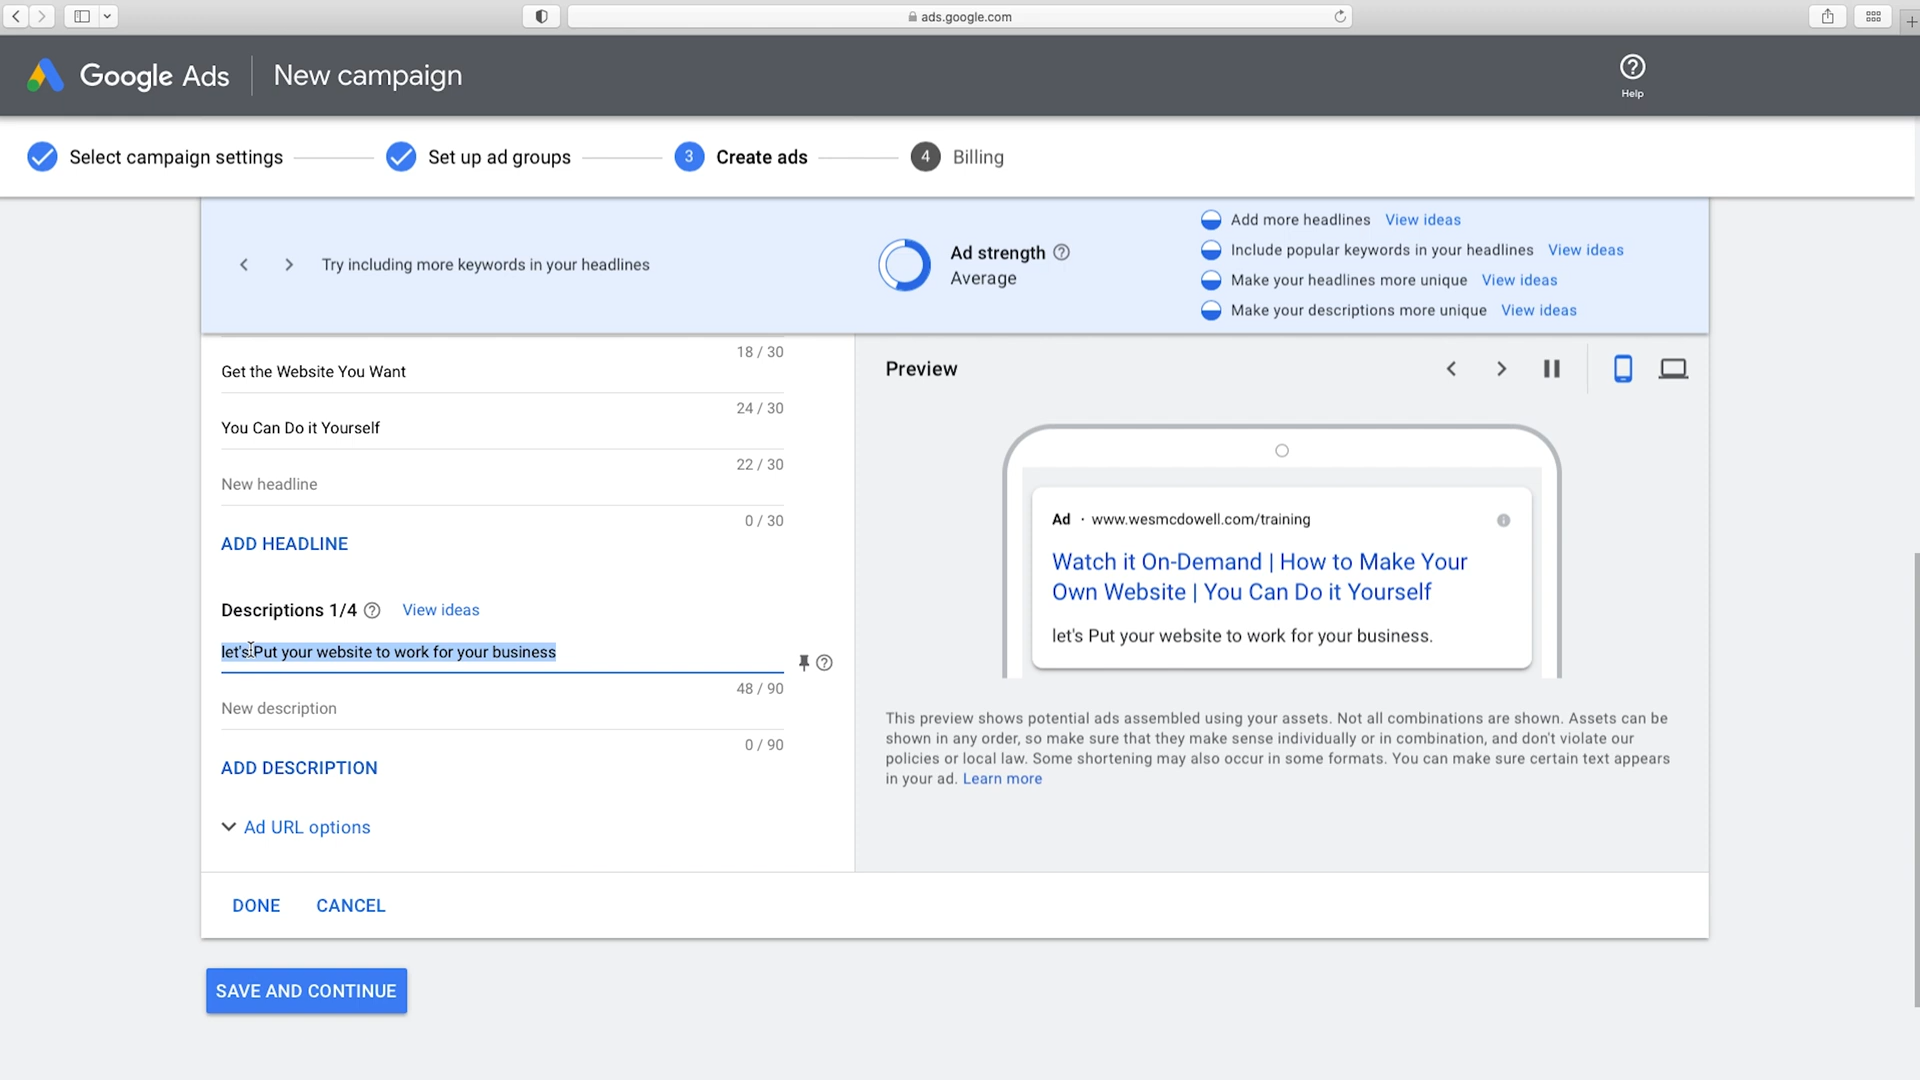 ads.google.com
Google Ads
New campaign
Help
Select campaign settings
Set up ad groups
3
Create ads
4
Billing
Try including more keywords in your headlines
Ad strength
Average
Add more headlines View ideas
Include popular keywords in your headlines View ideas
Make your headlines more unique View ideas
Make your descriptions more unique View ideas
18 / 30
Get the Website You Want
24 / 30
You Can Do it Yourself
22 / 30
New headline
0 / 30
ADD HEADLINE
Descriptions 1/4 View ideas
let's Put your website to work for your business
48 / 90
New description
0 / 90
ADD DESCRIPTION
Ad URL options
DONE
CANCEL
SAVE AND CONTINUE
Preview
Ad · www.wesmcdowell.com/training
Watch it On-Demand | How to Make Your
Own Website | You Can Do it Yourself
let's Put your website to work for your business.
This preview shows potential ads assembled using your assets. Not all combinations are shown. Assets can be
shown in any order, so make sure that they make sense individually or in combination, and don't violate our
policies or local law. Some shortening may also occur in some formats. You can make sure certain text appears
in your ad. Learn more